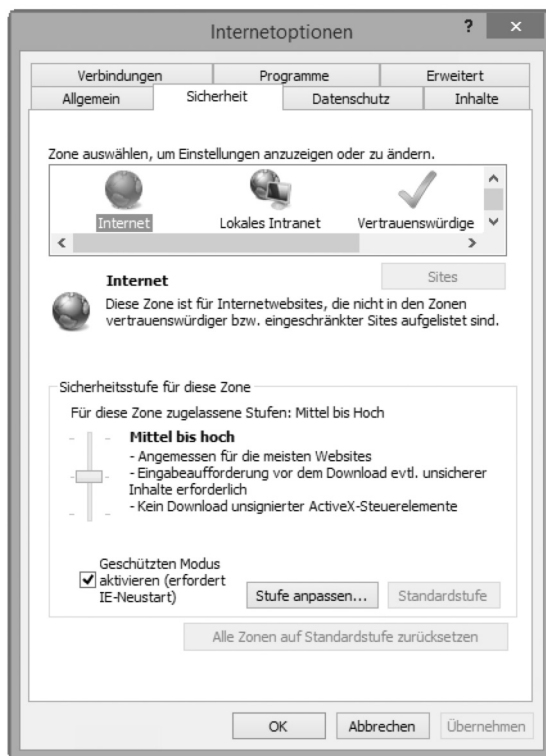 Internetoptionen
Verbindungen Programme Erweitert
Allgemein Sicherheit Datenschutz Inhalte
Zone auswählen, um Einstellungen anzuzeigen oder zu ändern.
Internet Lokales Intranet Vertrauenswürdige
Internet
Sites
Diese Zone ist für Internetwebsites, die nicht in den Zonen
vertrauenswürdiger bzw. eingeschränkter Sites aufgelistet sind.
Sicherheitsstufe für diese Zone
Für diese Zone zugelassene Stufen: Mittel bis Hoch
Mittel bis hoch
- Angemessen für die meisten Websites
- Eingabeaufforderung vor dem Download evtl. unsicherer
Inhalte erforderlich
- Kein Download unsignierter ActiveX-Steuerelemente
Geschützten Modus
aktivieren (erfordert
IE-Neustart)
Stufe anpassen... Standardstufe
Alle Zonen auf Standardstufe zurücksetzen
OK Abbrechen Übernehmen